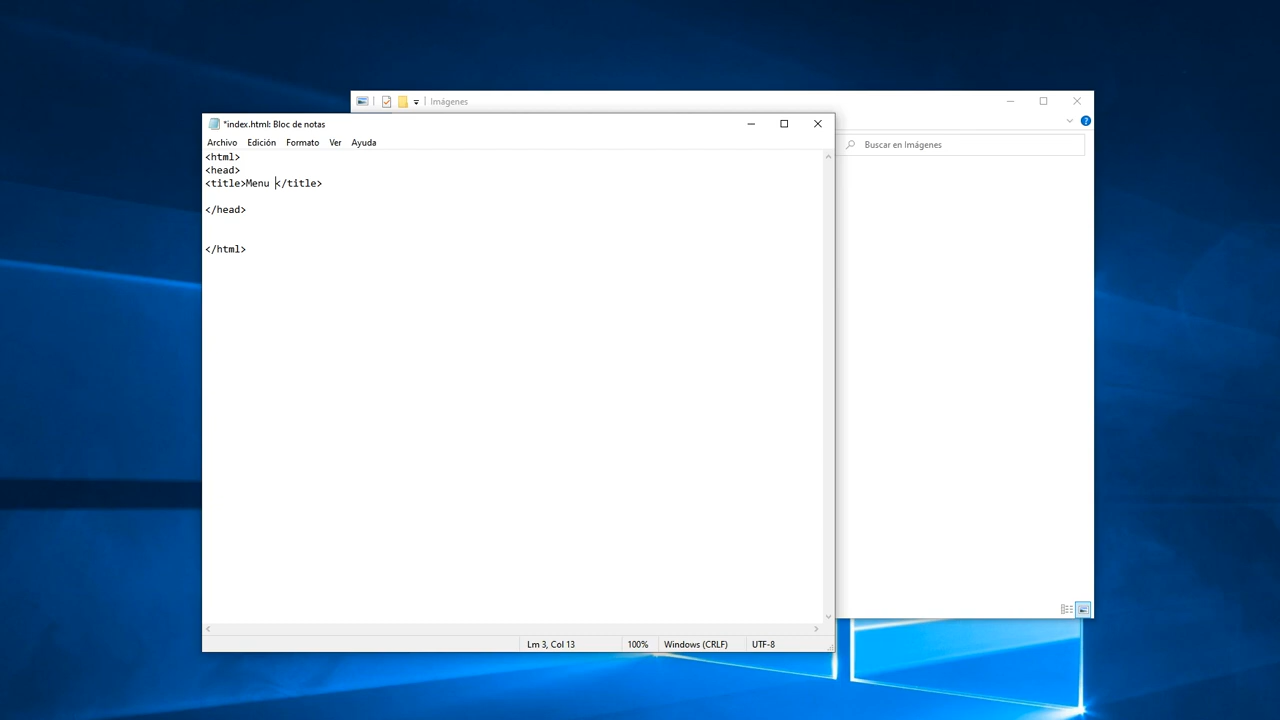 Imágenes
*index.html: Bloc de notas
Archivo Edición Formato Ver Ayuda
Buscar en Imágenes
<html>
<head>
<title>Menu </title>
</head>
</html>
Lm 3, Col 13 100% Windows (CRLF) UTF-8